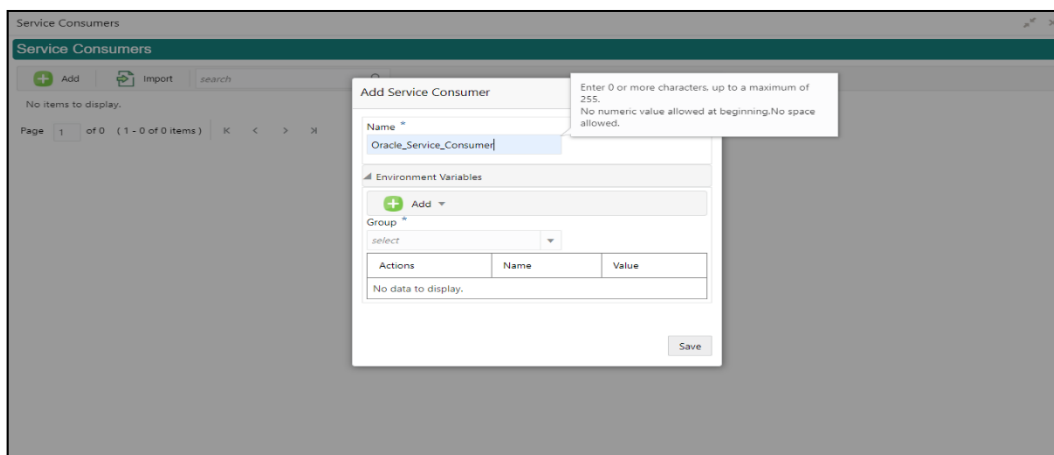 Service Consumers
Service Consumers
Add Import search
No items to display.
Page 1 of 0 ( 1 - 0 of 0 items )
Add Service Consumer
Enter 0 or more characters, up to a maximum of
255.
No numeric value allowed at beginning.No space
allowed.
Name *
Oracle_Service_Consumer
Environment Variables
Add
Group *
select
Actions Name Value
No data to display.
Save